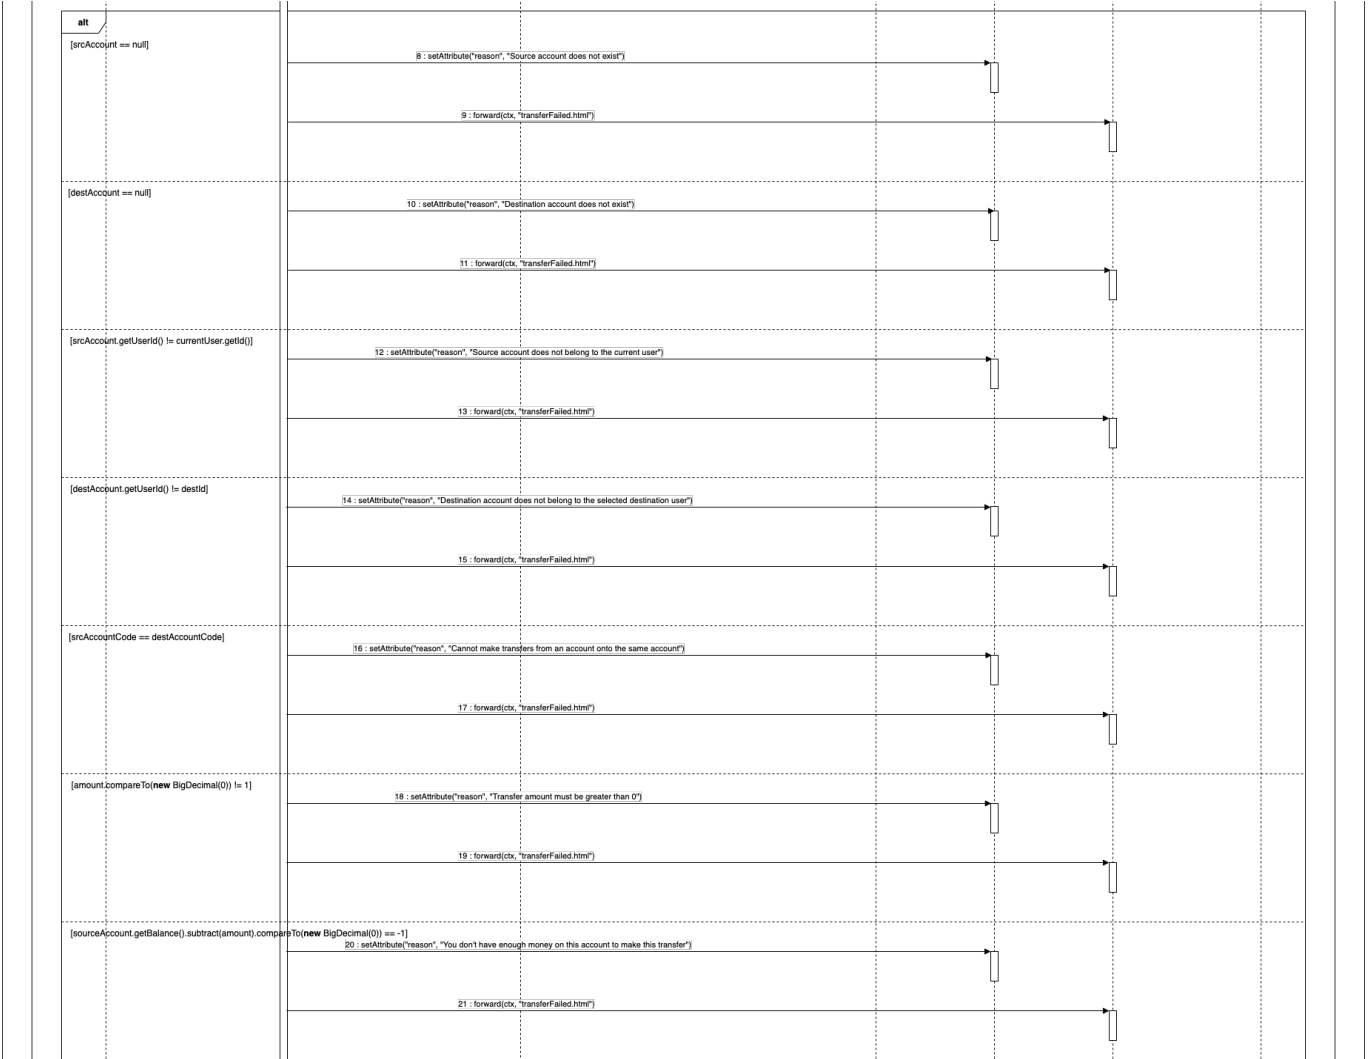 alt
[srcAccount == null]
8 : setAttribute("reason", "Source account does not exist")
9 : forward(ctx, "transferFailed.html")
[destAccount == null]
10 : setAttribute("reason", "Destination account does not exist")
11 : forward(ctx, "transferFailed.html")
[srcAccount.getUserId() != currentUser.getId()]
12 : setAttribute("reason", "Source account does not belong to the current user")
13 : forward(ctx, "transferFailed.html")
[destAccount.getUserId() != destId]
14 : setAttribute("reason", "Destination account does not belong to the selected destination user")
15 : forward(ctx, "transferFailed.html")
[srcAccountCode == destAccountCode]
16 : setAttribute("reason", "Cannot make transfers from an account onto the same account")
17 : forward(ctx, "transferFailed.html")
[amount.compareTo(new BigDecimal(0)) != 1]
18 : setAttribute("reason", "Transfer amount must be greater than 0")
19 : forward(ctx, "transferFailed.html")
[sourceAccount.getBalance().subtract(amount).compareTo(new BigDecimal(0)) == -1]
20 : setAttribute("reason", "You don't have enough money on this account to make this transfer")
21 : forward(ctx, "transferFailed.html")